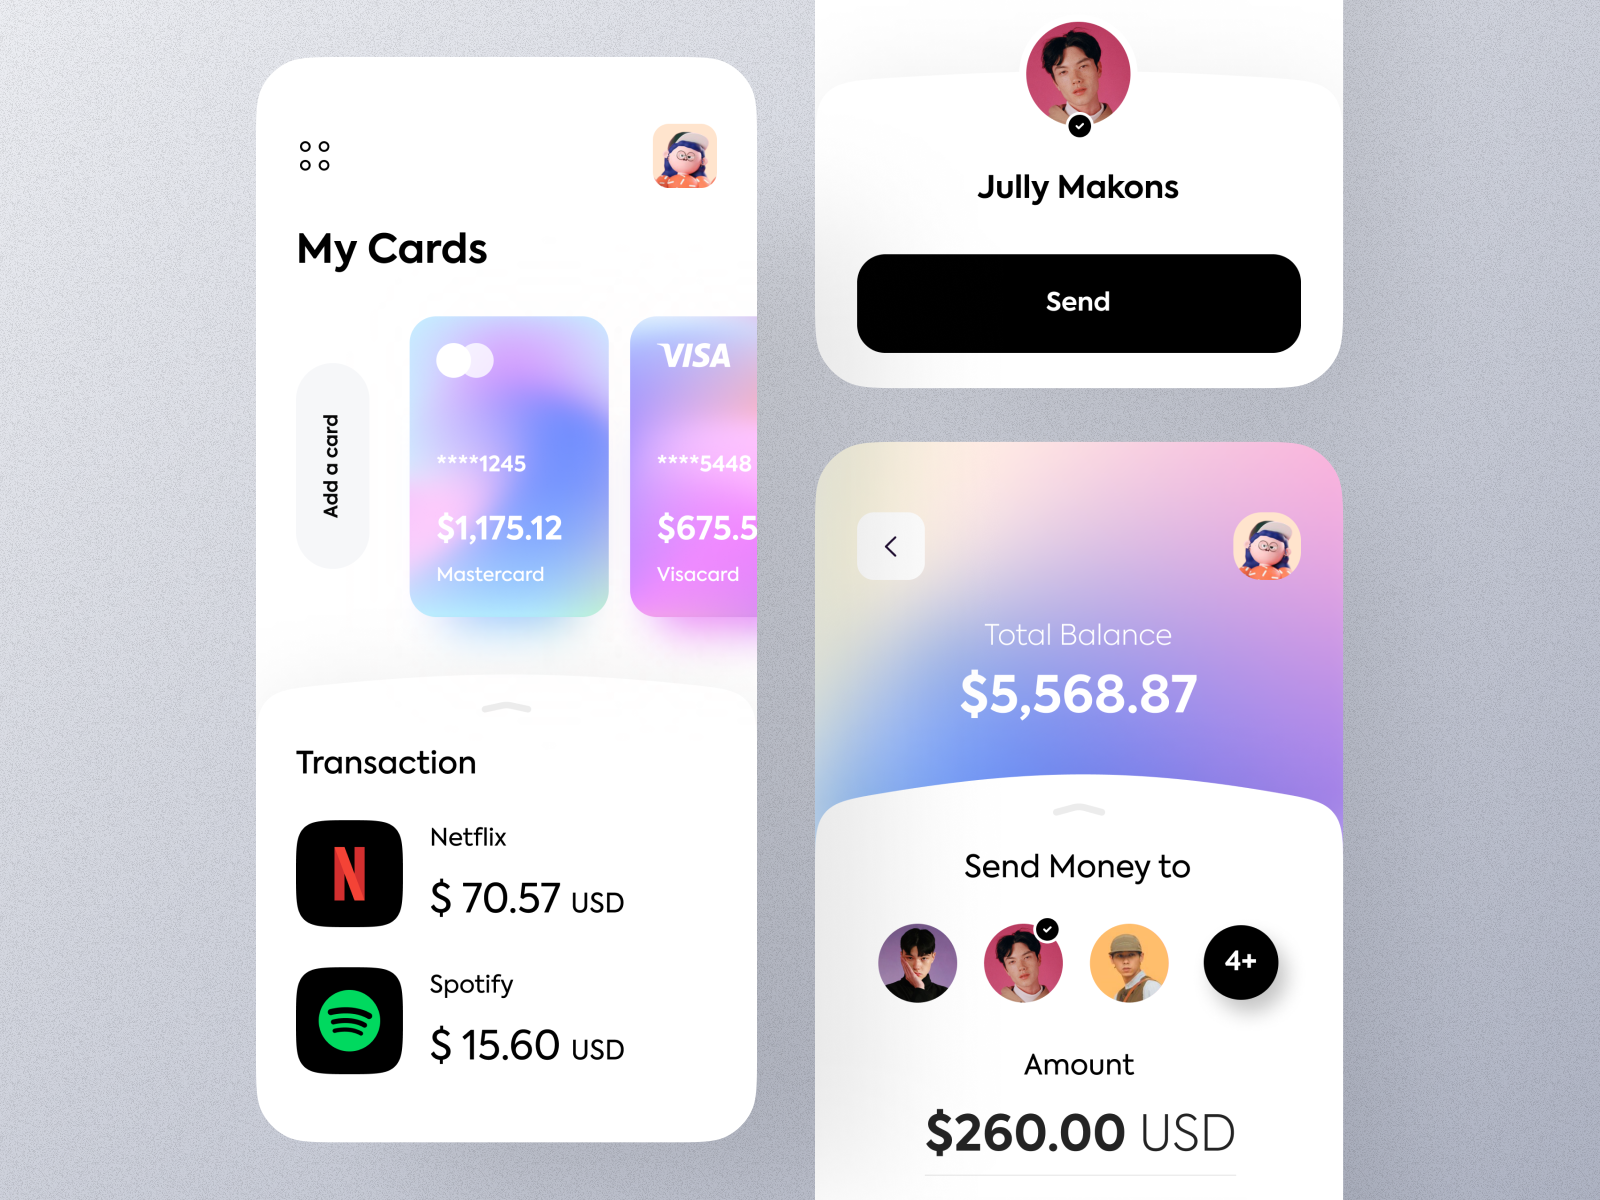 My Cards
Add a card
****1245
$1,175.12
Mastercard
VISA
****5448
$675.5
Visacard
Transaction
N
Netflix
$ 70.57 USD
Spotify
$ 15.60 USD
Jully Makons
Send
Total Balance
$5,568.87
Send Money to
4+
Amount
$260.00 USD